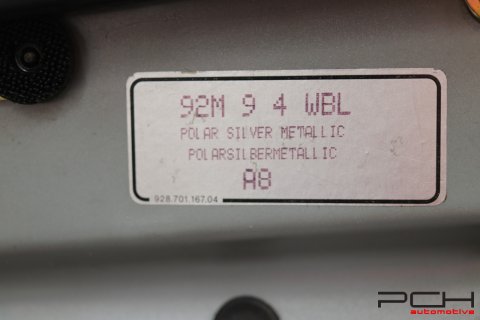 92M 9 4 WBL
POLAR SILVER METALLIC
POLARSILBERMETALLIC
A8
928.701.167.04
PCH
automotive